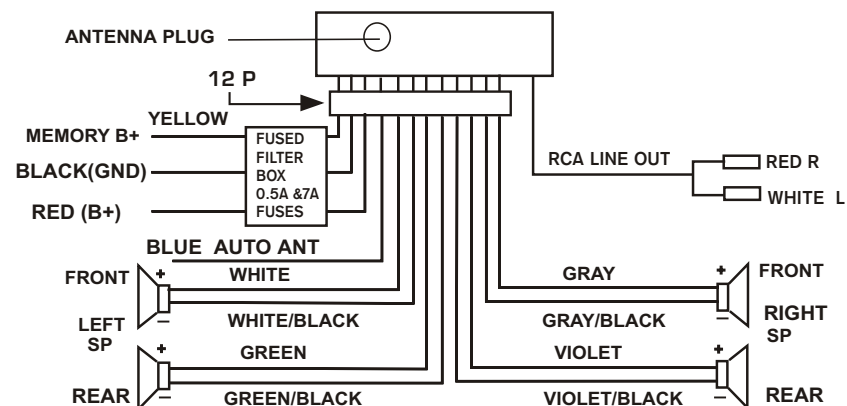 ANTENNA PLUG
12 P
YELLOW
MEMORY B+
BLACK(GND)
RED (B+)
FUSED
FILTER
BOX
0.5A &7A
FUSES
RCA LINE OUT
RED R
WHITE L
BLUE AUTO ANT
FRONT
+
WHITE
–
WHITE/BLACK
LEFT
SP
+
GREEN
REAR
–
GREEN/BLACK
GRAY
+
FRONT
GRAY/BLACK
–
RIGHT
SP
VIOLET
+
VIOLET/BLACK
–
REAR